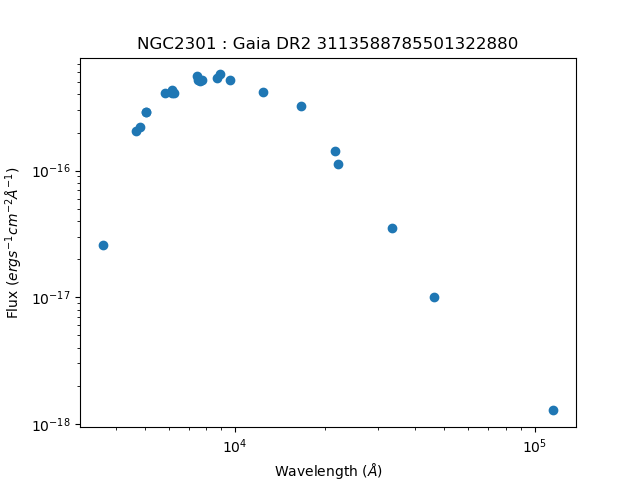 NGC2301 : Gaia DR2 3113588785501322880
Flux (ergs⁻¹cm⁻²Å⁻¹)
10⁻¹⁶
10⁻¹⁷
10⁻¹⁸
10⁴ 10⁵
Wavelength (Å)